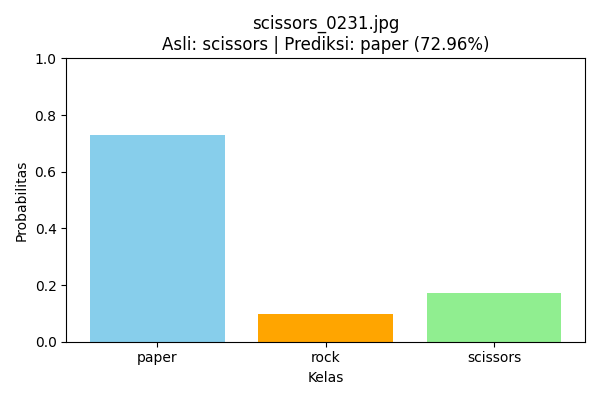 scissors_0231.jpg
Asli: scissors | Prediksi: paper (72.96%)
1.0
0.8
0.6
0.4
0.2
0.0
Probabilitas
paper
rock
scissors
Kelas